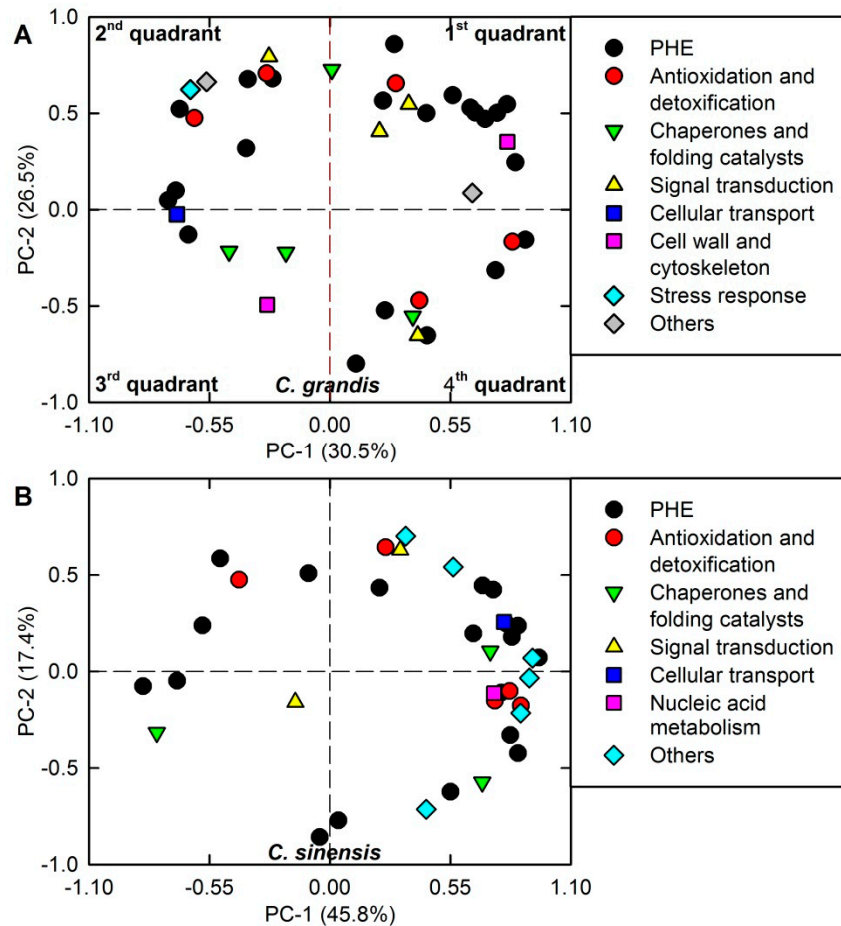 A
2nd quadrant
1st quadrant
1.0
0.5
0.0
-0.5
-1.0
PC-2 (26.5%)
3rd quadrant
C. grandis
4th quadrant
-1.10
-0.55
0.00
0.55
1.10
PC-1 (30.5%)
PHE
Antioxidation and
detoxification
Chaperones and
folding catalysts
Signal transduction
Cellular transport
Cell wall and
cytoskeleton
Stress response
Others
B
1.0
0.5
0.0
-0.5
-1.0
PC-2 (17.4%)
C. sinensis
-1.10
-0.55
0.00
0.55
1.10
PC-1 (45.8%)
PHE
Antioxidation and
detoxification
Chaperones and
folding catalysts
Signal transduction
Cellular transport
Nucleic acid
metabolism
Others